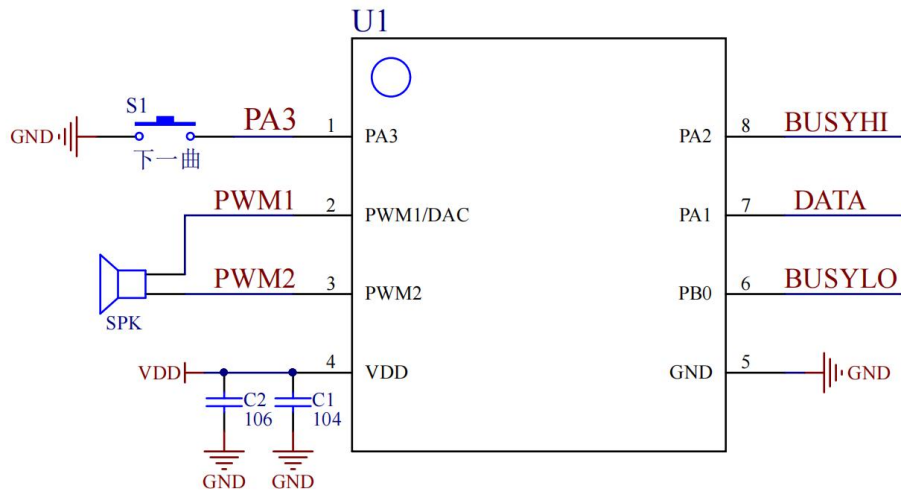 U1
S1
PA3
1
PA3
PA2
8
BUSYHI
GND
下一曲
PWM1
2
PWM1/DAC
PA1
7
DATA
PWM2
3
PWM2
PB0
6
BUSYLO
SPK
VDD
4
VDD
GND
5
GND
C2
106
C1
104
GND
GND